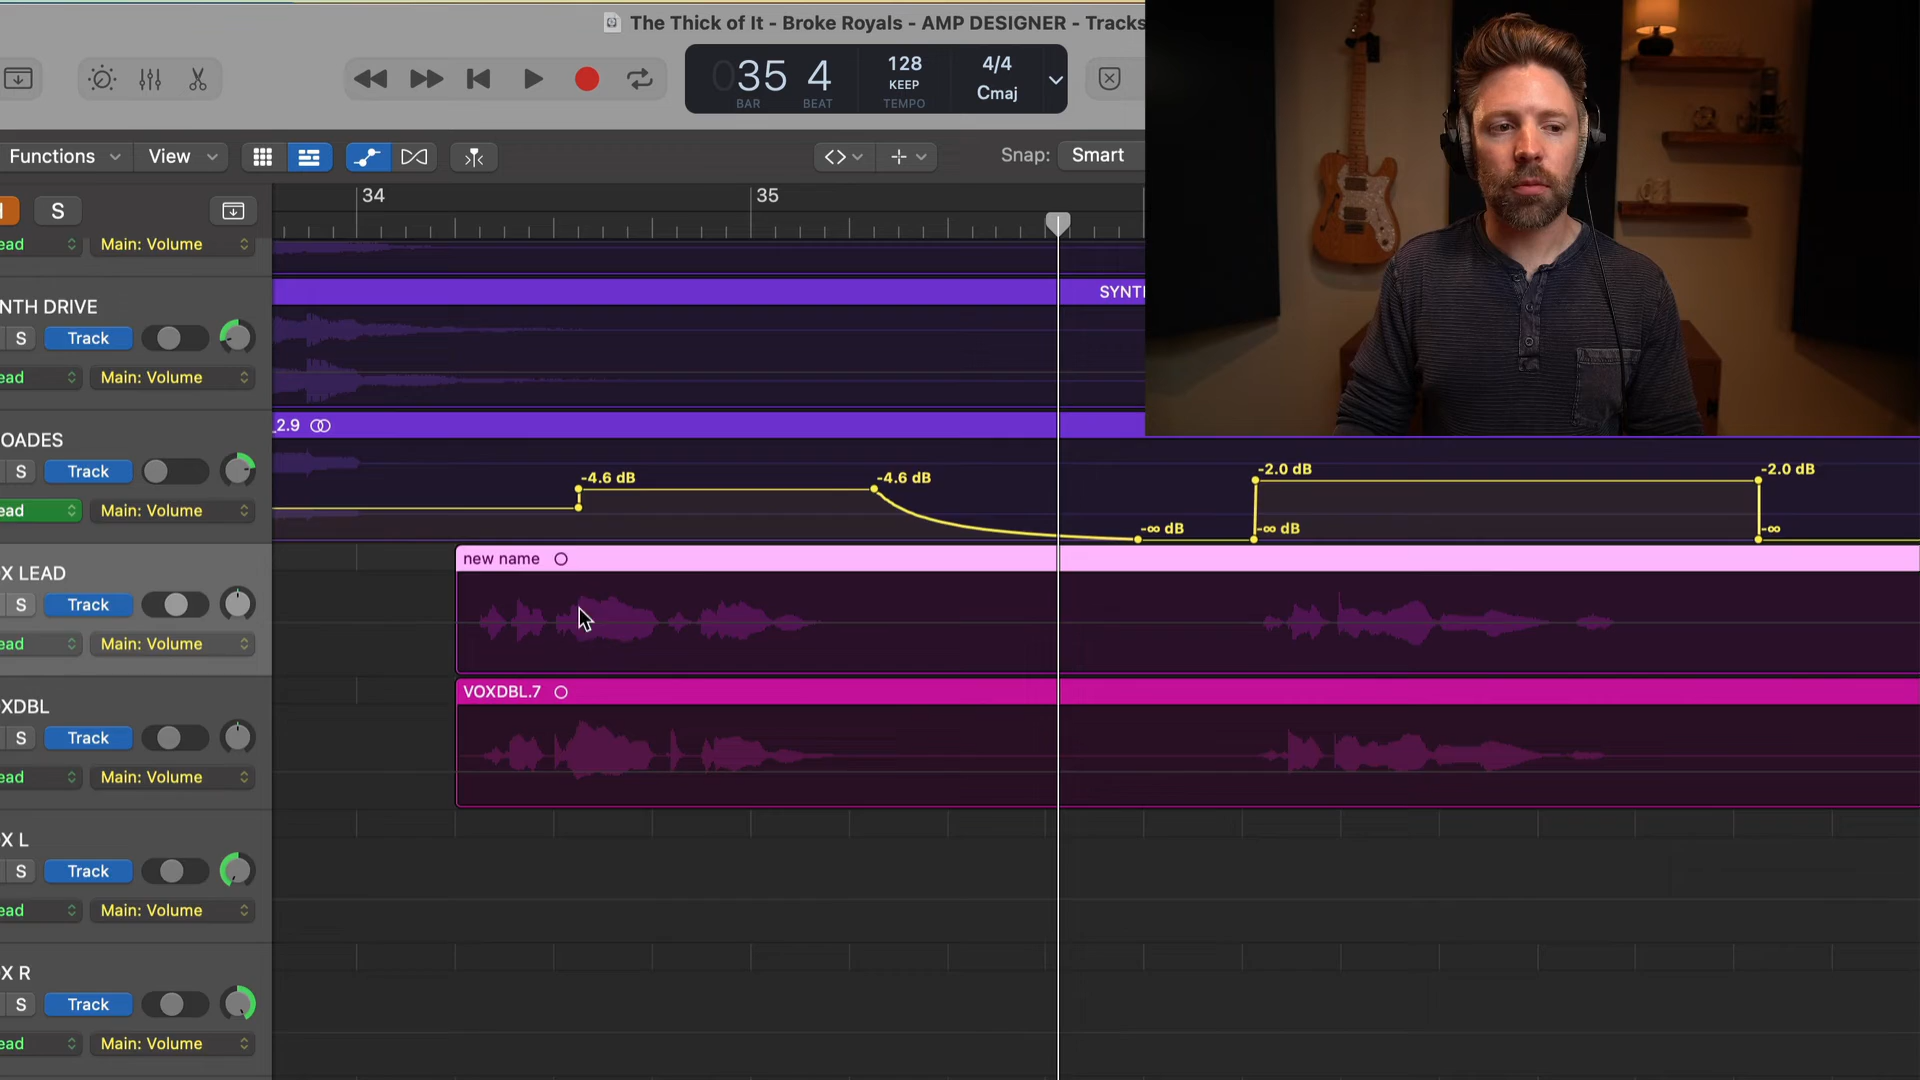 The Thick of It - Broke Royals - AMP DESIGNER - Tracks
035 4
BAR BEAT
128
KEEP
TEMPO
4/4
Cmaj
Functions View
Snap: Smart
S
34 35
ead Main: Volume
NTH DRIVE
SYNTH
S Track
ead Main: Volume
_2.9
OADES
S Track
ead Main: Volume
-4.6 dB -4.6 dB -∞ dB -2.0 dB -∞ dB -2.0 dB -∞
new name
X LEAD
S Track
ead Main: Volume
VOXDBL.7
XDBL
S Track
ead Main: Volume
X L
S Track
ead Main: Volume
X R
S Track
ead Main: Volume